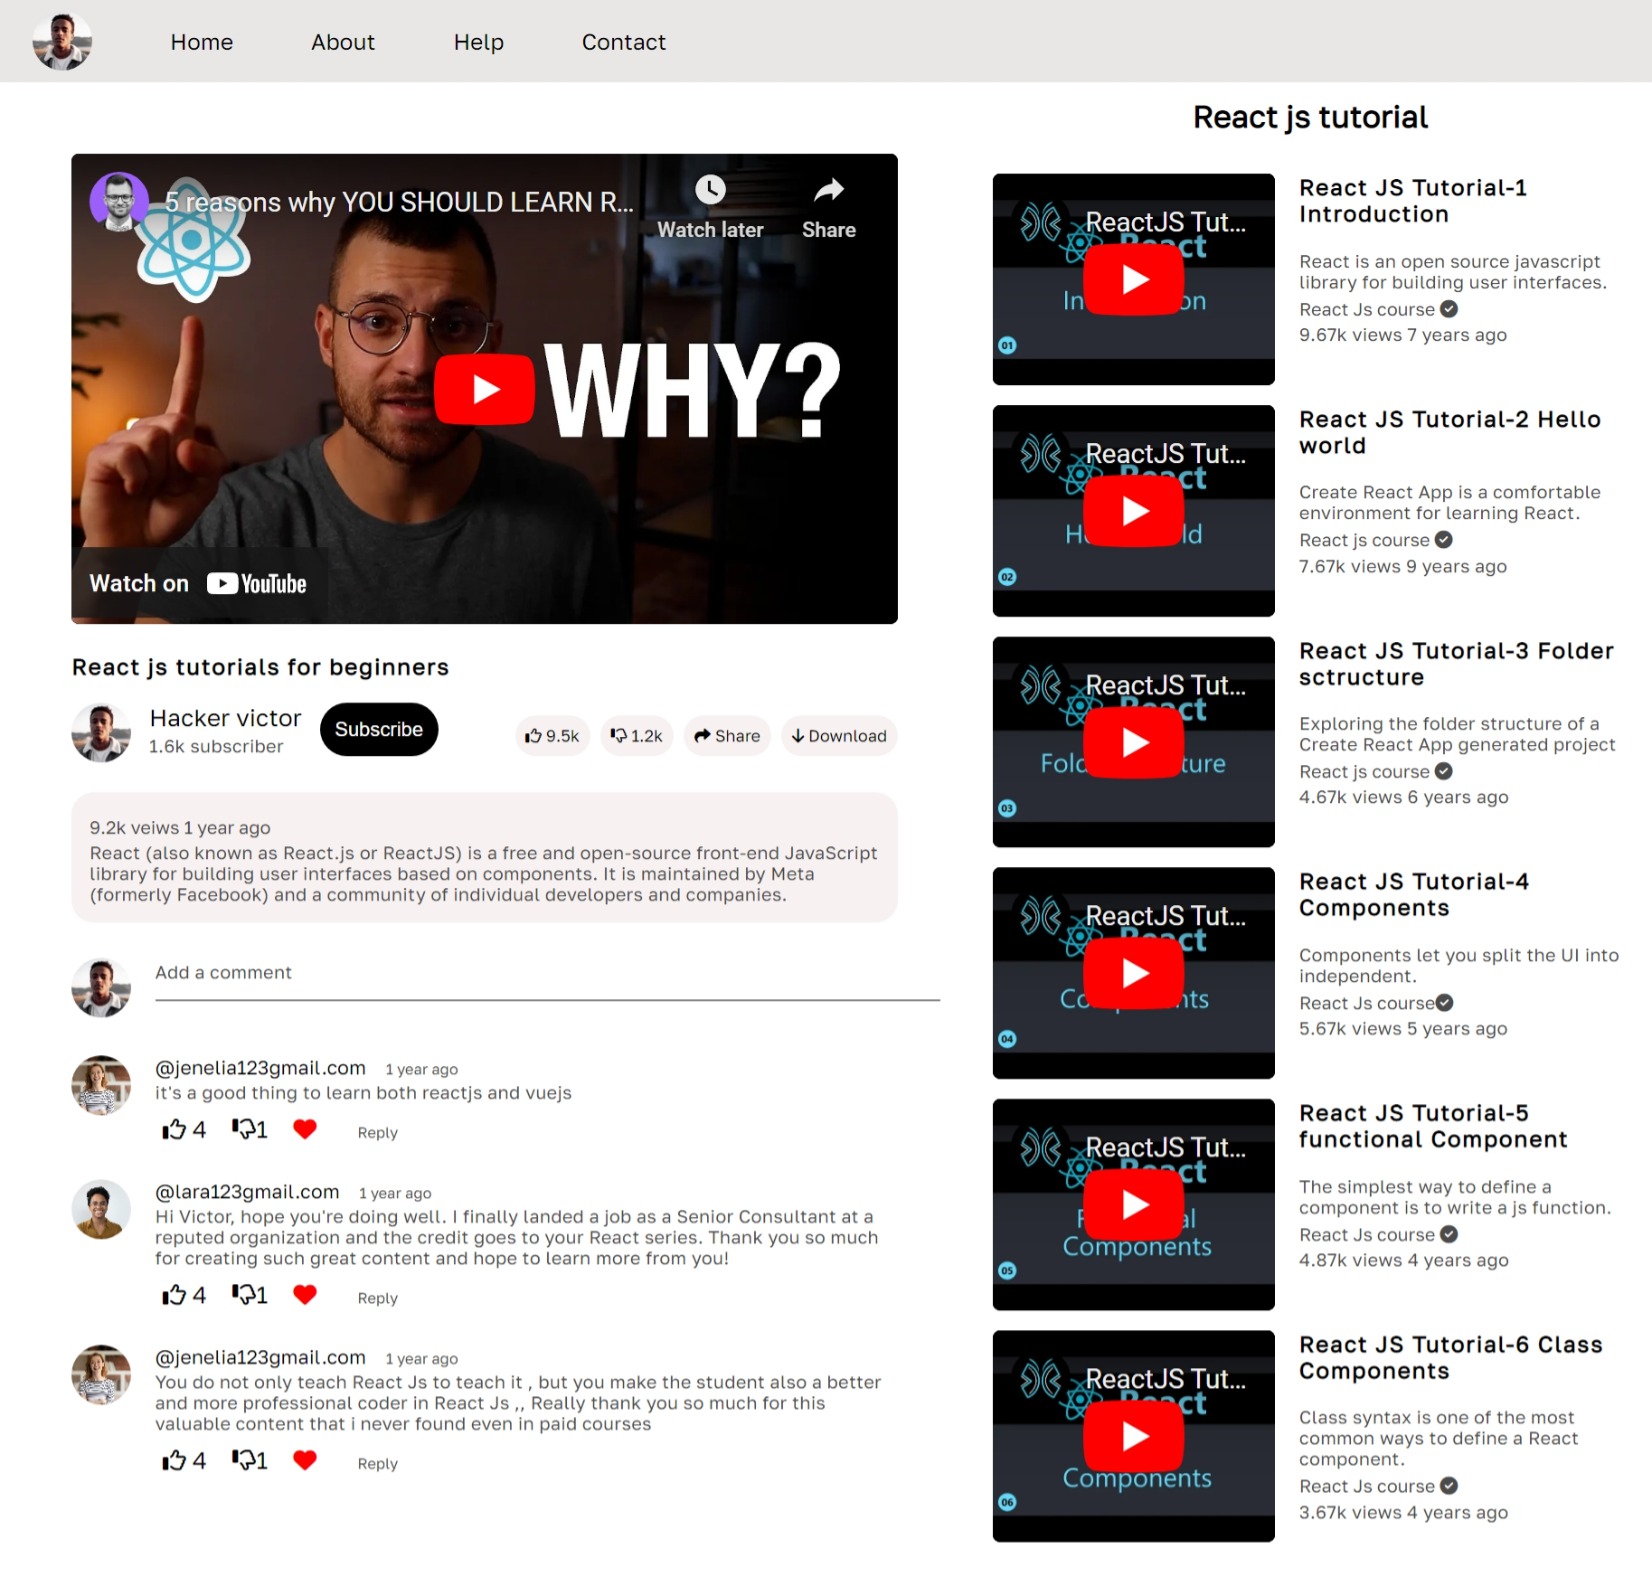 Home About Help Contact
5 reasons why YOU SHOULD LEARN R...
Watch later Share
WHY?
Watch on YouTube
React js tutorials for beginners
Hacker victor
1.6k subscriber
Subscribe
9.5k 1.2k Share Download
9.2k veiws 1 year ago
React (also known as React.js or ReactJS) is a free and open-source front-end JavaScript
library for building user interfaces based on components. It is maintained by Meta
(formerly Facebook) and a community of individual developers and companies.
Add a comment
@jenelia123gmail.com 1 year ago
it's a good thing to learn both reactjs and vuejs
4 1 Reply
@lara123gmail.com 1 year ago
Hi Victor, hope you're doing well. I finally landed a job as a Senior Consultant at a
reputed organization and the credit goes to your React series. Thank you so much
for creating such great content and hope to learn more from you!
4 1 Reply
@jenelia123gmail.com 1 year ago
You do not only teach React Js to teach it , but you make the student also a better
and more professional coder in React Js ,, Really thank you so much for this
valuable content that i never found even in paid courses
4 1 Reply
React js tutorial
ReactJS Tut...
01
React JS Tutorial-1
Introduction
React is an open source javascript
library for building user interfaces.
React Js course
9.67k views 7 years ago
ReactJS Tut...
02
React JS Tutorial-2 Hello
world
Create React App is a comfortable
environment for learning React.
React js course
7.67k views 9 years ago
ReactJS Tut...
03
React JS Tutorial-3 Folder
sctructure
Exploring the folder structure of a
Create React App generated project
React js course
4.67k views 6 years ago
ReactJS Tut...
04
React JS Tutorial-4
Components
Components let you split the UI into
independent.
React Js course
5.67k views 5 years ago
ReactJS Tut...
Components
05
React JS Tutorial-5
functional Component
The simplest way to define a
component is to write a js function.
React Js course
4.87k views 4 years ago
ReactJS Tut...
Components
06
React JS Tutorial-6 Class
Components
Class syntax is one of the most
common ways to define a React
component.
React Js course
3.67k views 4 years ago